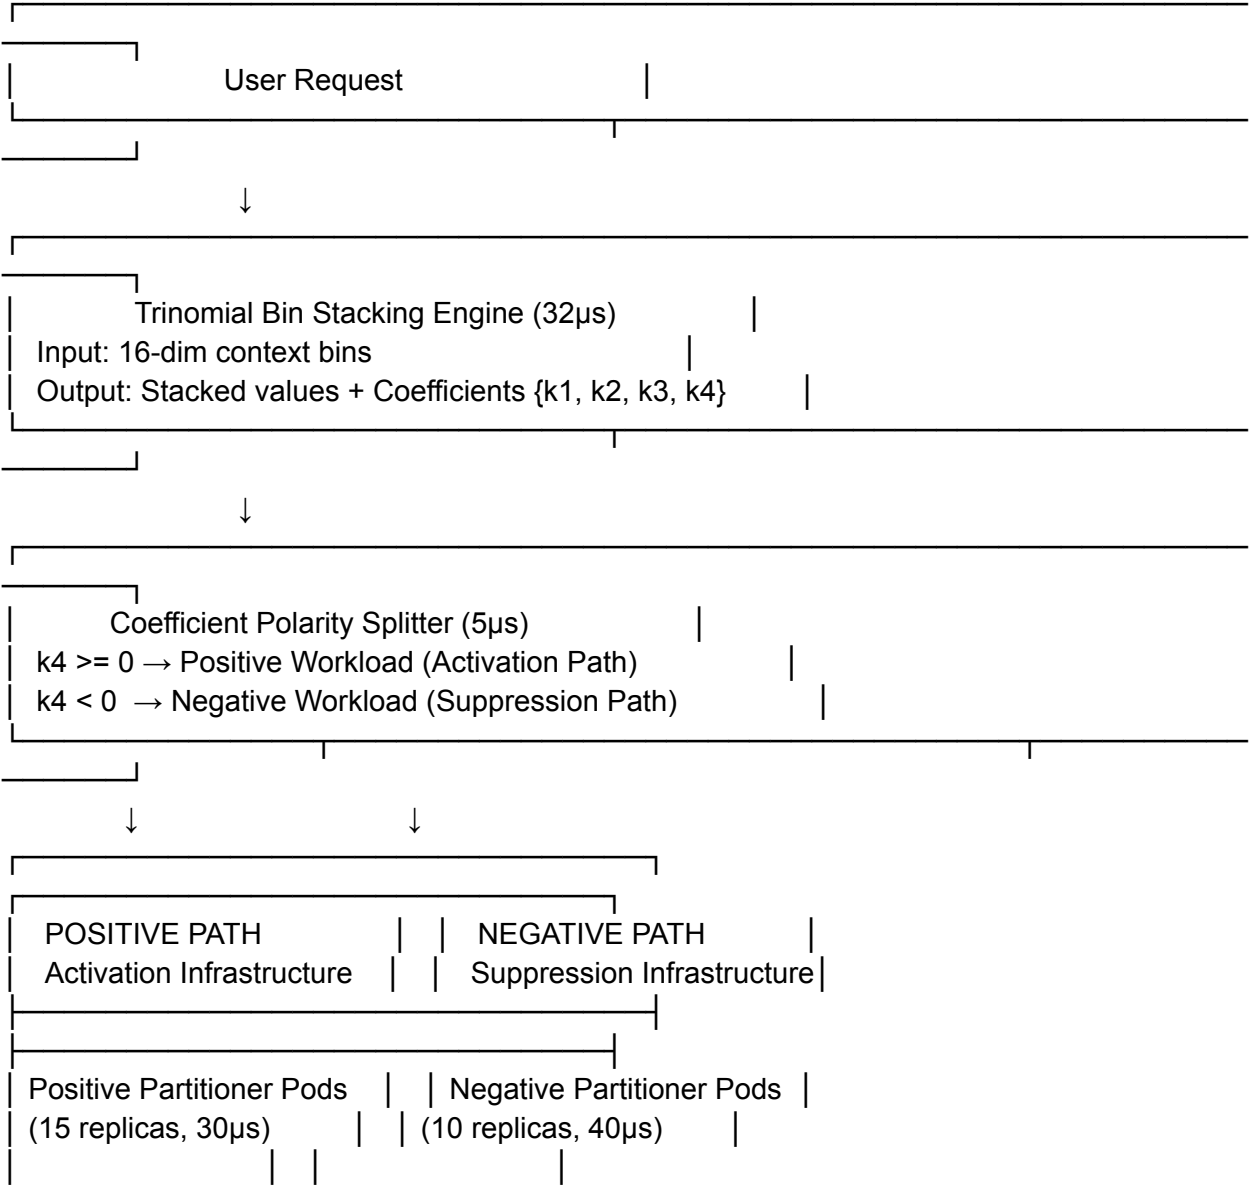 User Request
↓
Trinomial Bin Stacking Engine (32μs)
Input: 16-dim context bins
Output: Stacked values + Coefficients {k1, k2, k3, k4}
↓
Coefficient Polarity Splitter (5μs)
k4 >= 0 → Positive Workload (Activation Path)
k4 < 0 → Negative Workload (Suppression Path)
↓ ↓
POSITIVE PATH │ │ NEGATIVE PATH
Activation Infrastructure │ │ Suppression Infrastructure│
Positive Partitioner Pods │ │ Negative Partitioner Pods │
(15 replicas, 30μs) │ │ (10 replicas, 40μs) │